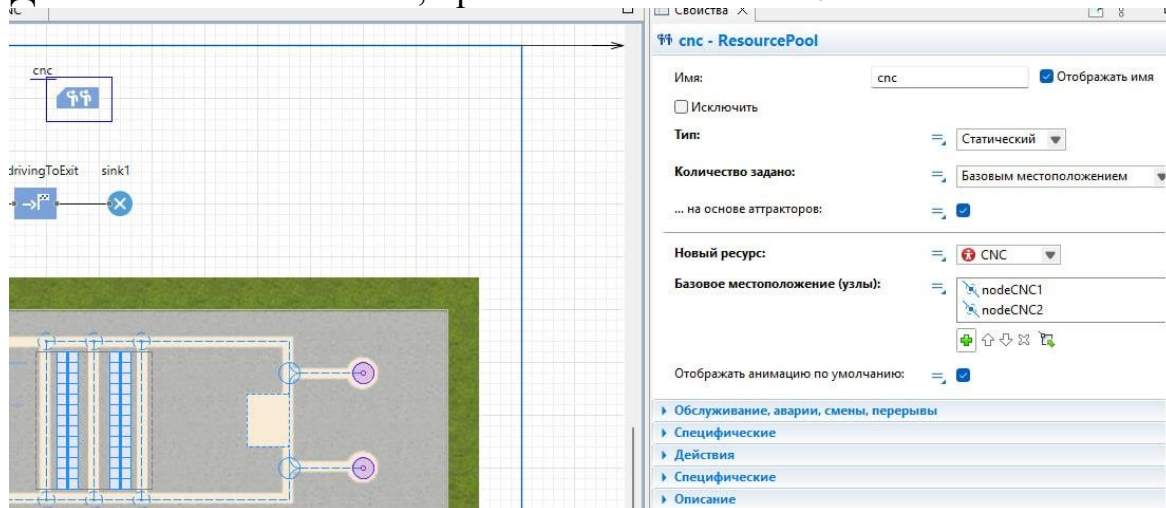 Свойства
cnc - ResourcePool
cnc
Имя:
cnc
Отображать имя
Исключить
Тип:
Статический
drivingToExit
sink1
Количество задано:
Базовым местоположением
... на основе аттракторов:
Новый ресурс:
CNC
Базовое местоположение (узлы):
nodeCNC1
nodeCNC2
Отображать анимацию по умолчанию:
Обслуживание, аварии, смены, перерывы
Специфические
Действия
Специфические
Описание